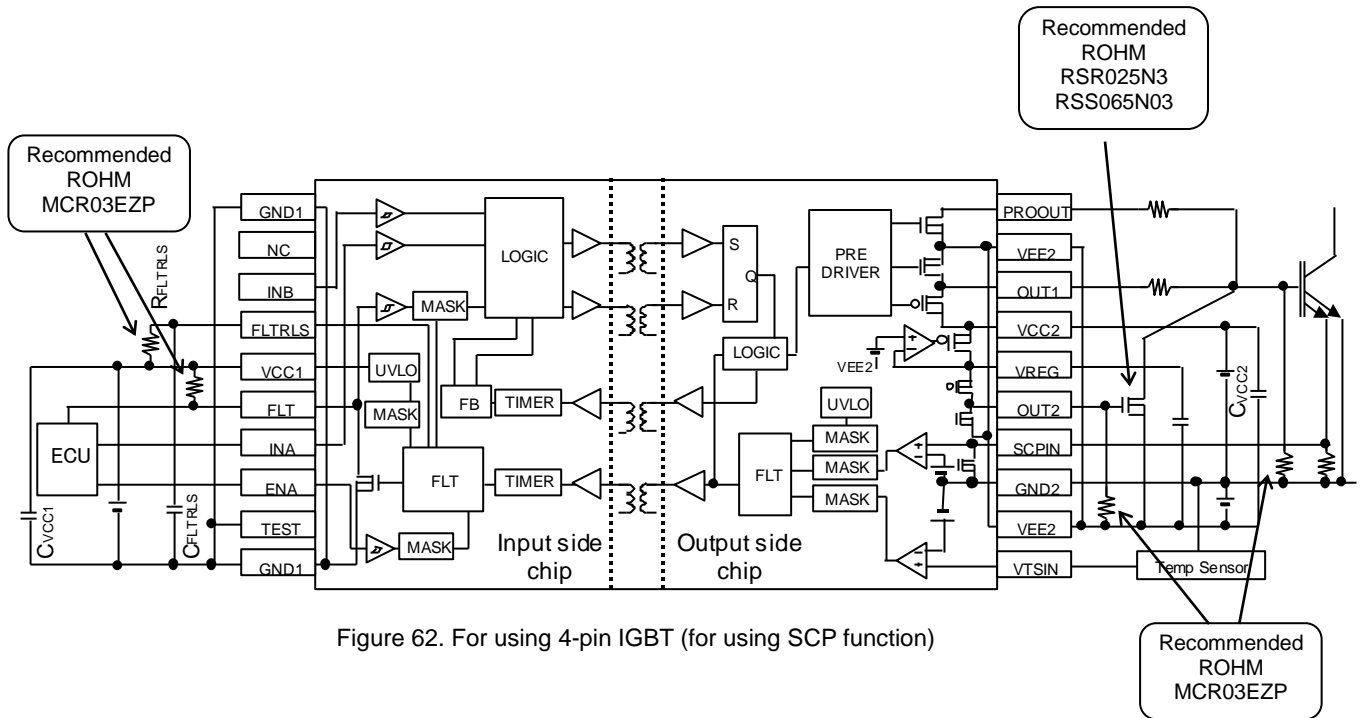 Recommended
ROHM
RSR025N3
RSS065N03
Recommended
ROHM
MCR03EZP
GND1
NC
INB
FLTRLS
VCC1
FLT
INA
ENA
TEST
GND1
RFLTRLS
ECU
CVCC1
CFLTRLS
LOGIC
MASK
UVLO
MASK
FB
TIMER
FLT
TIMER
MASK
Input side
chip
S
Q
R
PRE
DRIVER
LOGIC
VEE2
UVLO
MASK
MASK
MASK
FLT
Output side
chip
PROOUT
VEE2
OUT1
VCC2
VREG
OUT2
SCPIN
GND2
VEE2
VTSIN
CVCC2
Temp Sensor
Recommended
ROHM
MCR03EZP
Figure 62. For using 4-pin IGBT (for using SCP function)